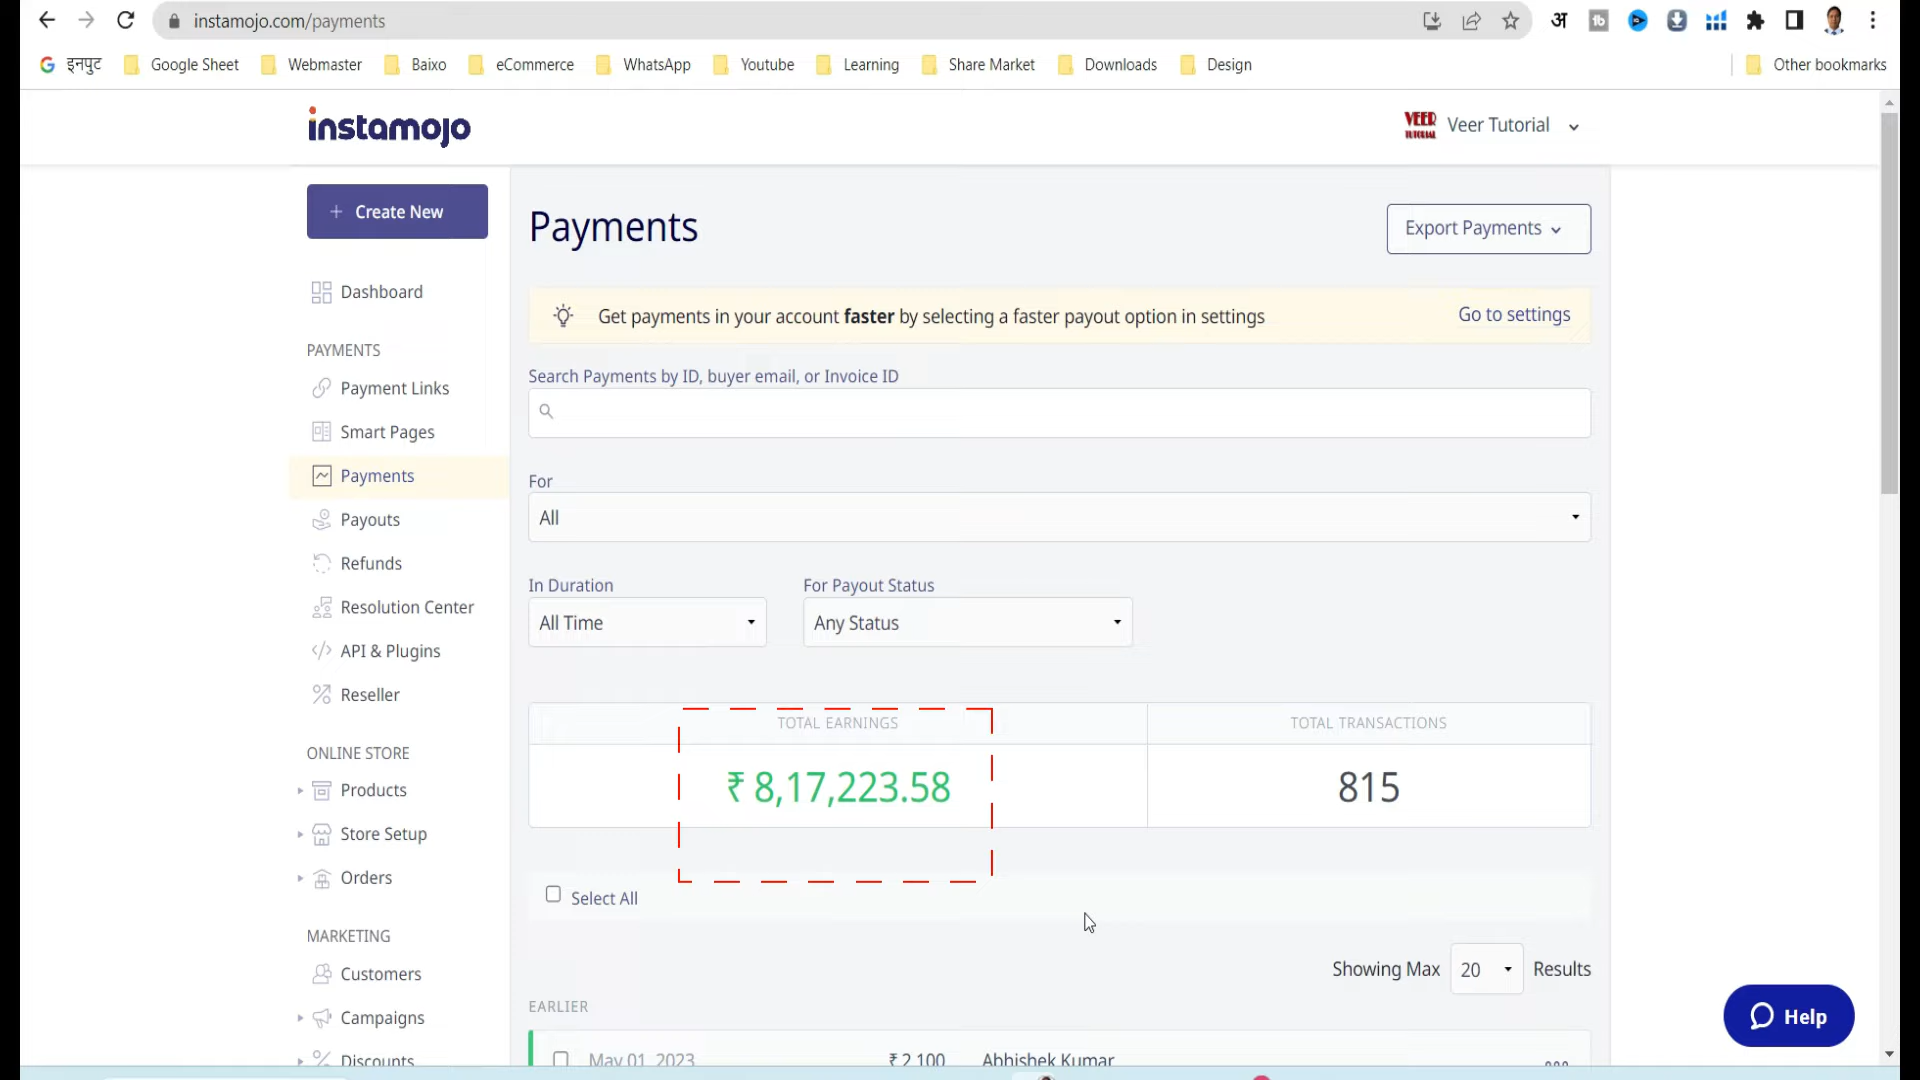 instamojo.com/payments
अ
tb
इनपुट
Google Sheet
Webmaster
Baixo
eCommerce
WhatsApp
Youtube
Learning
Share Market
Downloads
Design
Other bookmarks
instamojo
VEER
TUTORIAL
Veer Tutorial
+ Create New
Dashboard
PAYMENTS
Payment Links
Smart Pages
Payments
Payouts
Refunds
Resolution Center
API & Plugins
Reseller
ONLINE STORE
Products
Store Setup
Orders
MARKETING
Customers
Campaigns
Discounts
Payments
Export Payments
Get payments in your account faster by selecting a faster payout option in settings
Go to settings
Search Payments by ID, buyer email, or Invoice ID
For
All
In Duration
For Payout Status
All Time
Any Status
TOTAL EARNINGS
TOTAL TRANSACTIONS
₹ 8,17,223.58
815
Select All
Showing Max 20 Results
EARLIER
May 01, 2023
₹ 2,100
Abhishek Kumar
Help